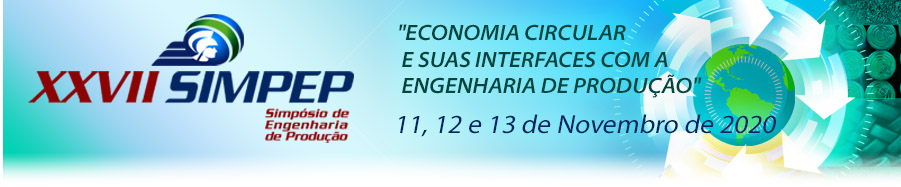 XXVII SIMPEP
Simpósio de
Engenharia
de Produção
"ECONOMIA CIRCULAR
E SUAS INTERFACES COM A
ENGENHARIA DE PRODUÇÃO"
11, 12 e 13 de Novembro de 2020